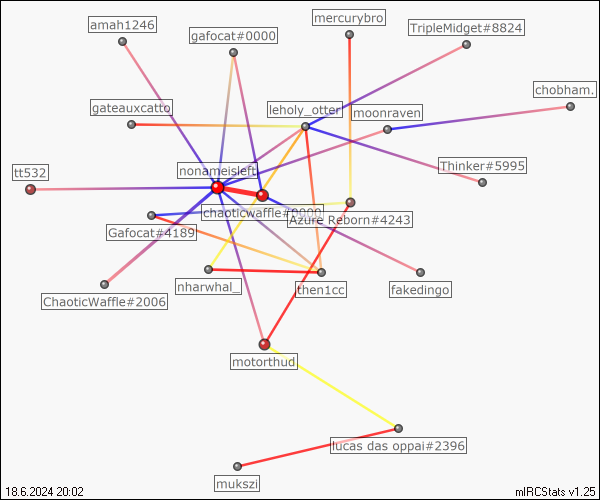 mercurybro
amah1246
TripleMidget#8824
gafocat#0000
chobham.
gateauxcatto
leholy_otter
moonraven
Thinker#5995
nonameisleft
tt532
chaoticwaffle#0000
Azure Reborn#4243
Gafocat#4189
nharwhal_
then1cc
fakedingo
ChaoticWaffle#2006
motorthud
lucas das oppai#2396
mukszi
18.6.2024 20:02
mIRCStats v1.25